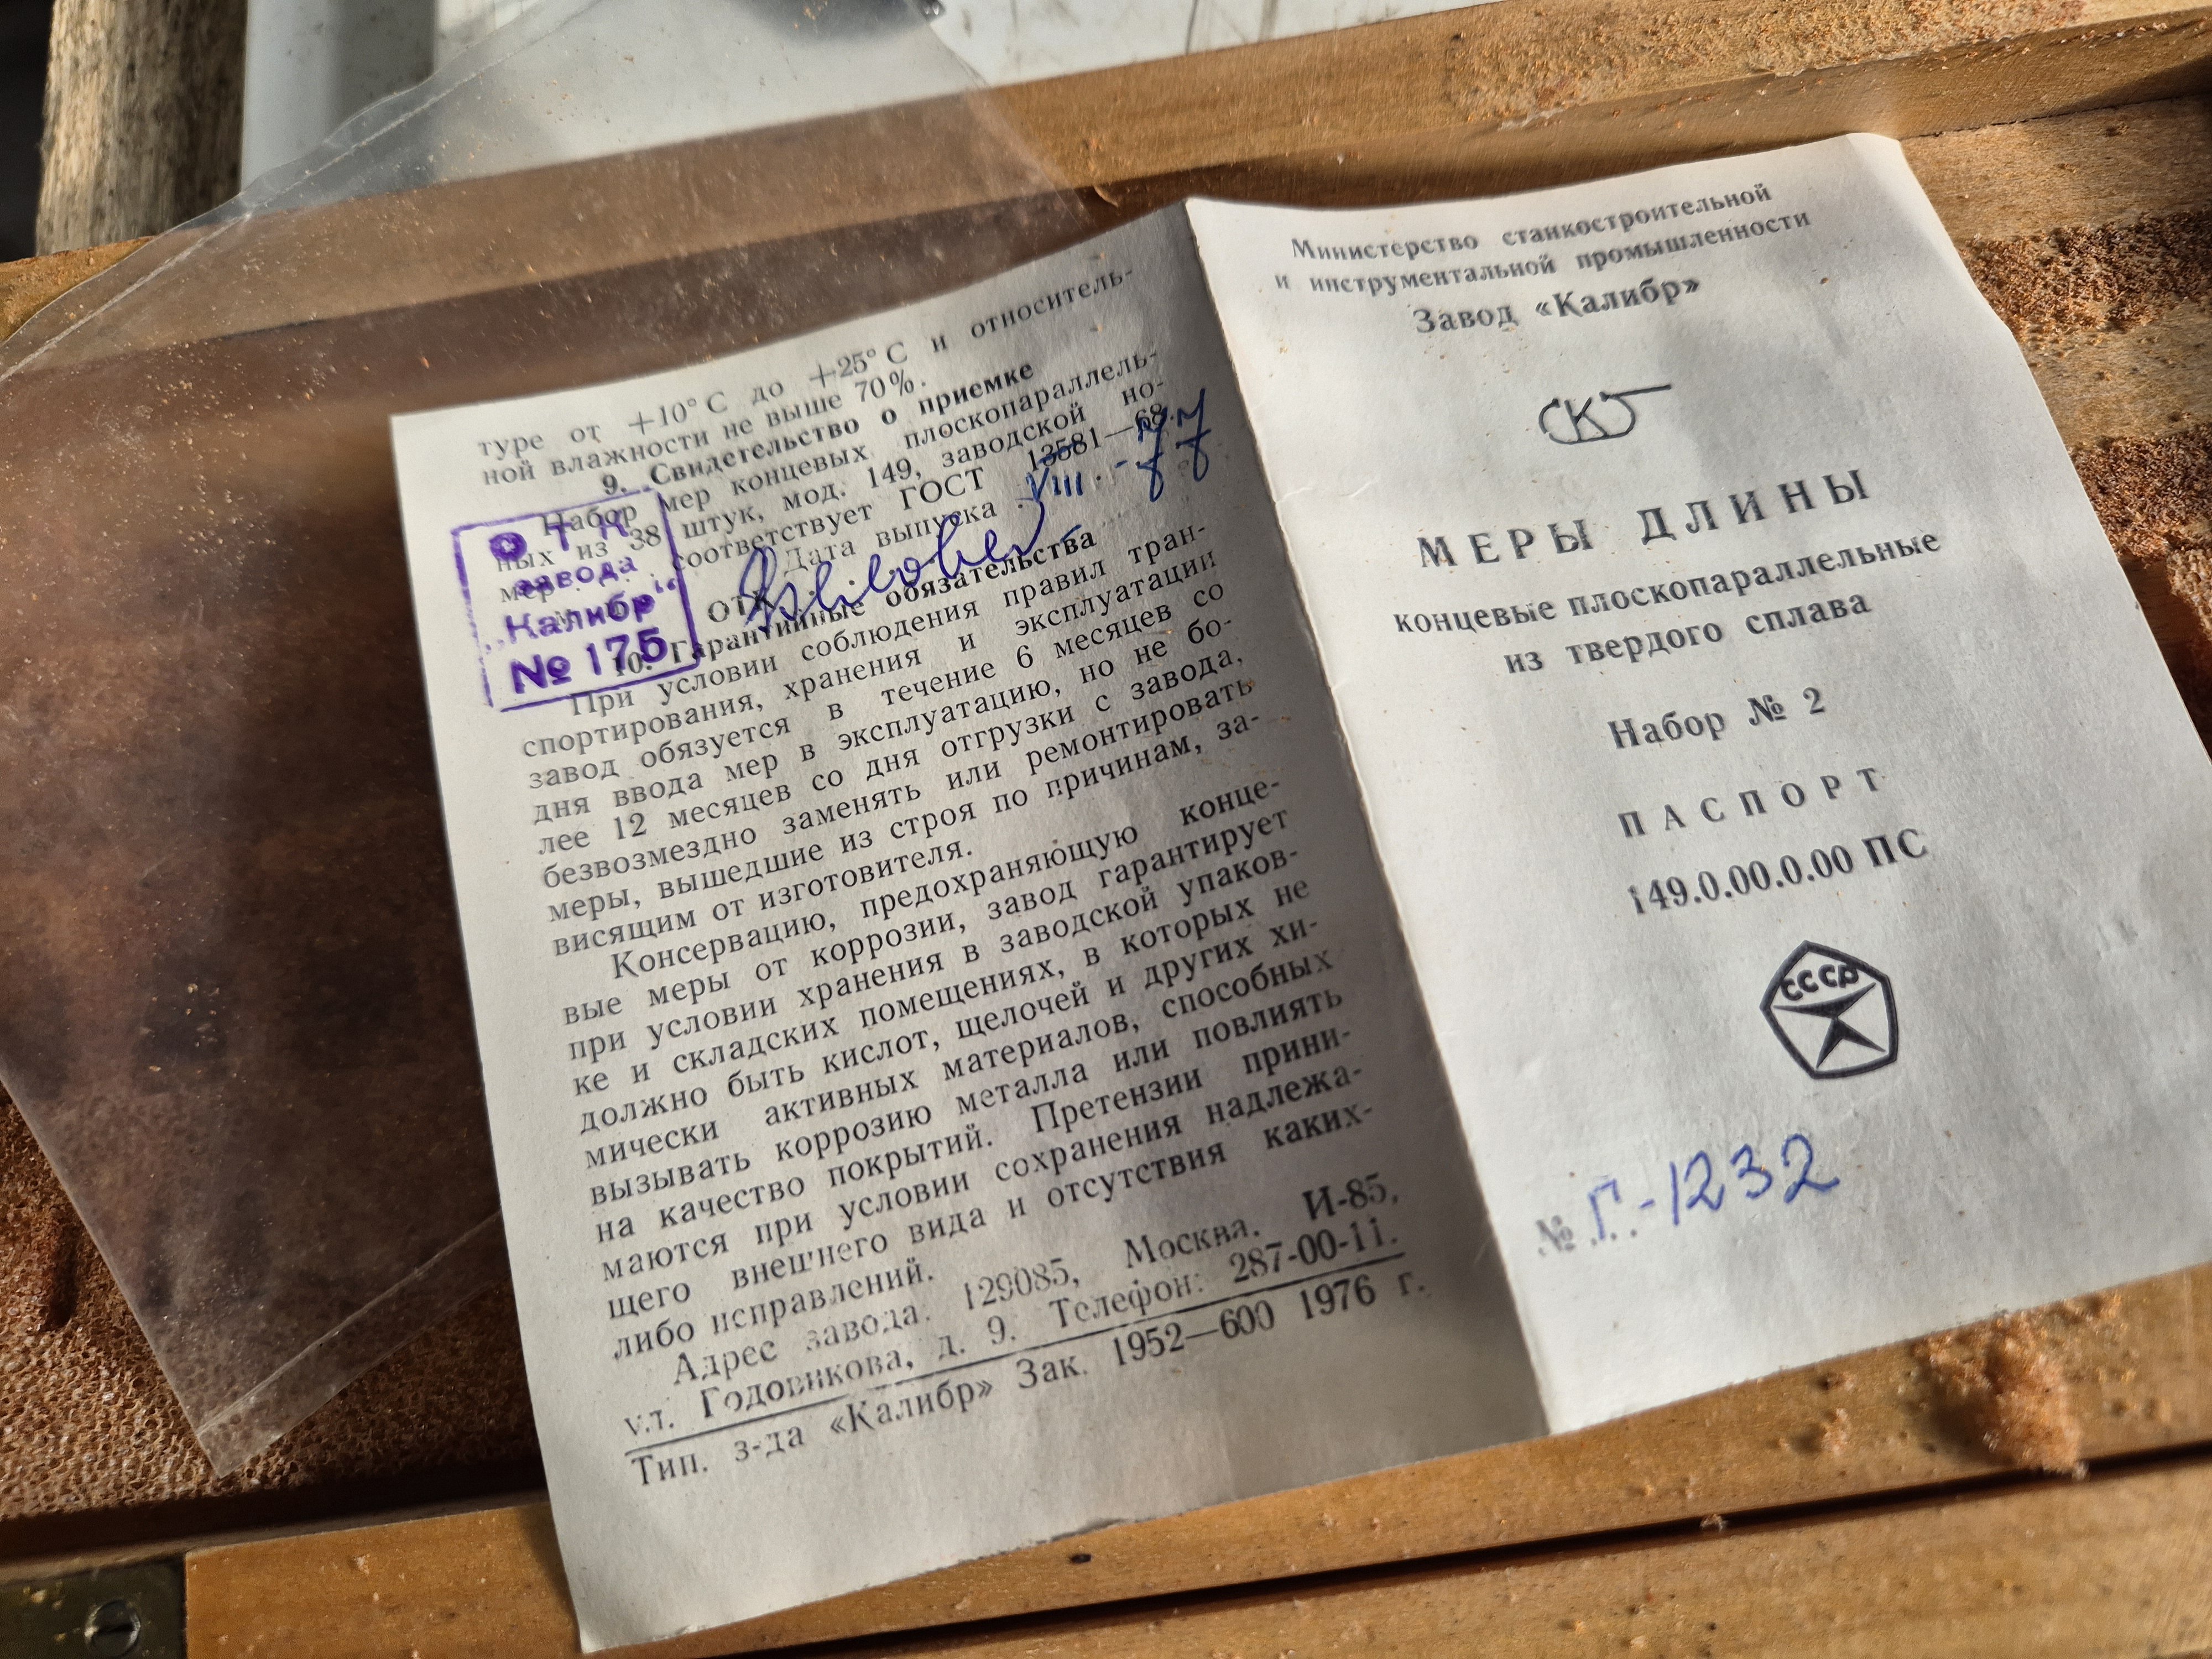 туре от +10° С до +25° С и относитель-
ной влажности не выше 70%.
9. Свидетельство о приемке
Набор мер концевых плоскопараллель-
ных из 38 штук, мод. 149, заводской но-
мер соответствует ГОСТ 13581—68.
Дата выпуска VIII.-77
ОТК
О Т К
завода
„Калибр“
№ 175
10. Гарантийные обязательства
При условии соблюдения правил тран-
спортирования, хранения и эксплуатации
завод обязуется в течение 6 месяцев со
дня ввода мер в эксплуатацию, но не бо-
лее 12 месяцев со дня отгрузки с завода,
безвозмездно заменять или ремонтировать
меры, вышедшие из строя по причинам, за-
висящим от изготовителя.
Консервацию, предохраняющую конце-
вые меры от коррозии, завод гарантирует
при условии хранения в заводской упаков-
ке и складских помещениях, в которых не
должно быть кислот, щелочей и других хи-
мически активных материалов, способных
вызывать коррозию металла или повлиять
на качество покрытий. Претензии прини-
маются при условии сохранения надлежа-
щего внешнего вида и отсутствия каких-
либо исправлений.
Адрес завода: 129085, Москва, И-85,
ул. Годовикова, д. 9. Телефон: 287-00-11.
Тип. з-да «Калибр» Зак. 1952—600 1976 г.
Министерство станкостроительной
и инструментальной промышленности
Завод «Калибр»
МЕРЫ ДЛИНЫ
концевые плоскопараллельные
из твердого сплава
Набор № 2
ПАСПОРТ
149.0.00.0.00 ПС
СССР
№ Г.-1232